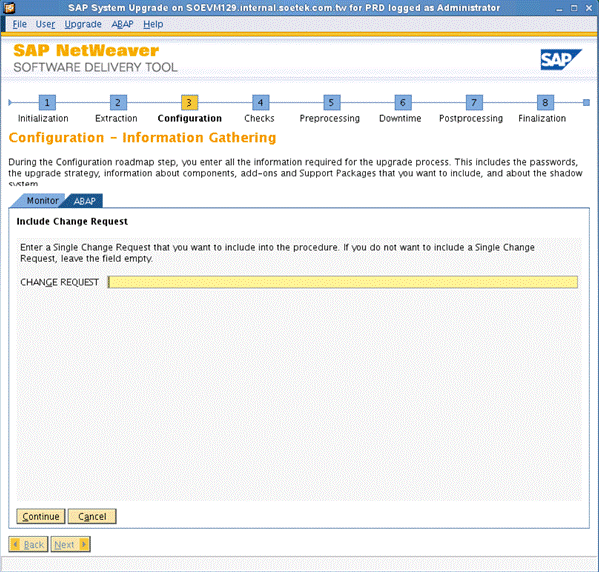 SAP System Upgrade on SOEVM129.internal.soetek.com.tw for PRD logged as Administrator
File User Upgrade ABAP Help
SAP NetWeaver
SOFTWARE DELIVERY TOOL
SAP
1 2 3 4 5 6 7 8
Initialization Extraction Configuration Checks Preprocessing Downtime Postprocessing Finalization
Configuration - Information Gathering
During the Configuration roadmap step, you enter all the information required for the upgrade process. This includes the passwords,
the upgrade strategy, information about components, add-ons and Support Packages that you want to include, and about the shadow
system.
Monitor ABAP
Include Change Request
Enter a Single Change Request that you want to include into the procedure. If you do not want to include a Single Change
Request, leave the field empty.
CHANGE REQUEST
Continue Cancel
Back Next